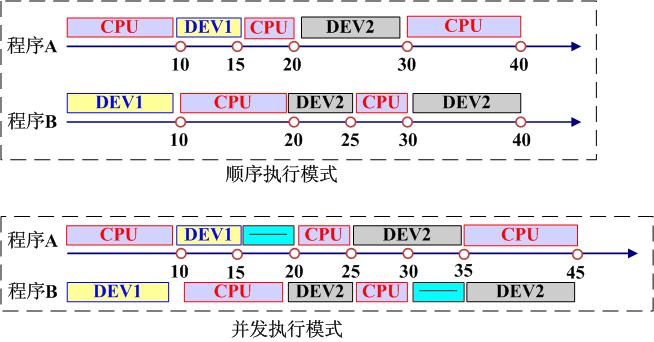 CPU DEV1 CPU DEV2 CPU
程序A
10 15 20 30 40
DEV1 CPU DEV2 CPU DEV2
程序B
10 20 25 30 40
顺序执行模式
程序A CPU DEV1 CPU DEV2 CPU
10 15 20 25 30 35 45
程序B DEV1 CPU DEV2 CPU DEV2
并发执行模式